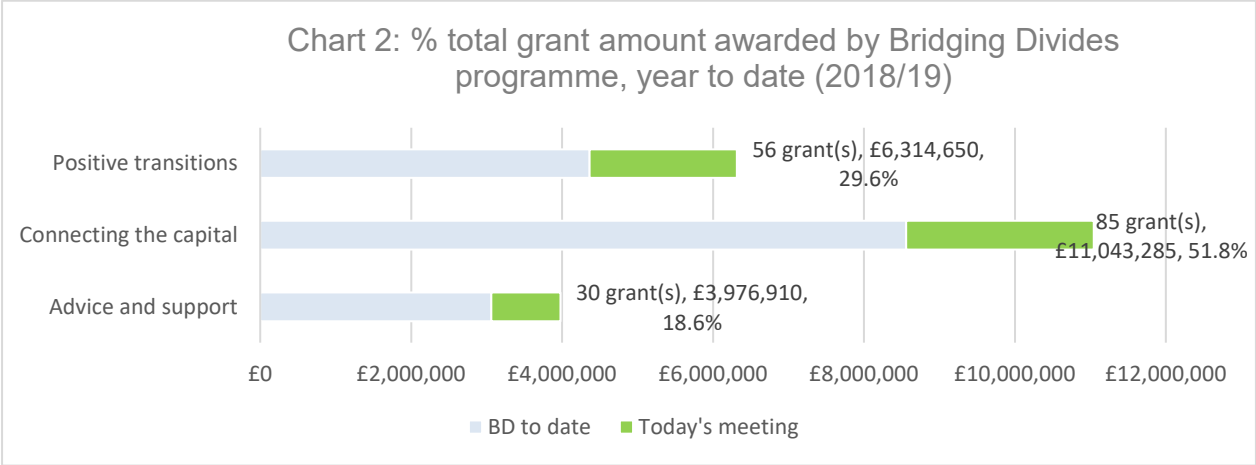 Chart 2: % total grant amount awarded by Bridging Divides
programme, year to date (2018/19)
Positive transitions
56 grant(s), £6,314,650,
29.6%
Connecting the capital
85 grant(s),
£11,043,285, 51.8%
Advice and support
30 grant(s), £3,976,910,
18.6%
£0 £2,000,000 £4,000,000 £6,000,000 £8,000,000 £10,000,000 £12,000,000
BD to date Today's meeting